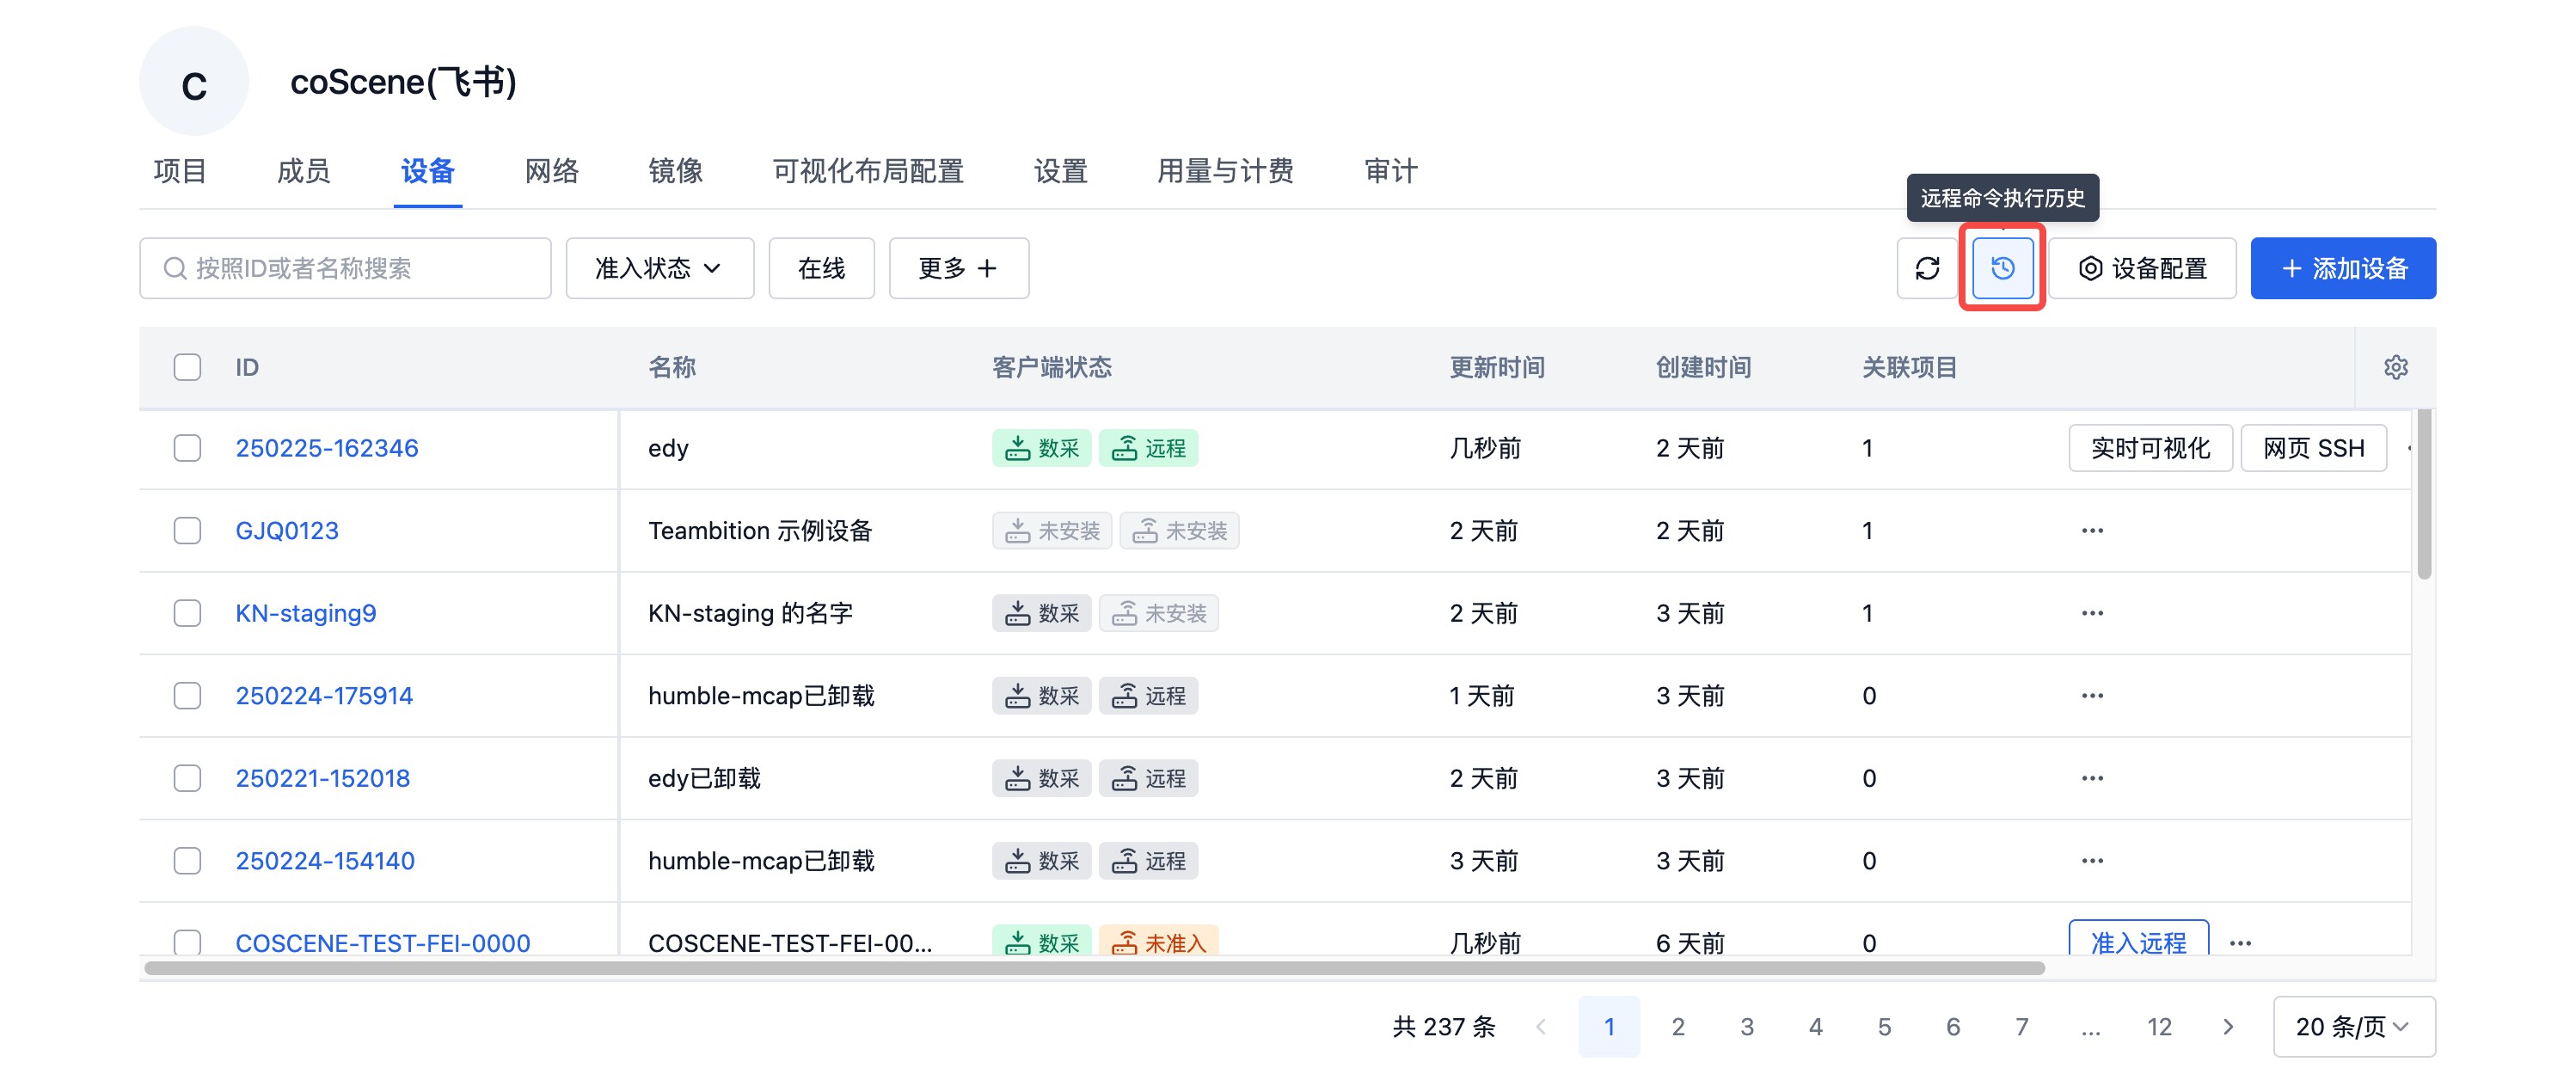 C
coScene(飞书)
项目 成员 设备 网络 镜像 可视化布局配置 设置 用量与计费 审计
远程命令执行历史
按照ID或者名称搜索 准入状态 在线 更多 设备配置 添加设备
ID 名称 客户端状态 更新时间 创建时间 关联项目
250225-162346 edy 数采 远程 几秒前 2 天前 1 实时可视化 网页 SSH
GJQ0123 Teambition 示例设备 未安装 未安装 2 天前 2 天前 1 ...
KN-staging9 KN-staging 的名字 数采 未安装 2 天前 3 天前 1 ...
250224-175914 humble-mcap已卸载 数采 远程 1 天前 3 天前 0 ...
250221-152018 edy已卸载 数采 远程 2 天前 3 天前 0 ...
250224-154140 humble-mcap已卸载 数采 远程 3 天前 3 天前 0 ...
COSCENE-TEST-FEI-0000 COSCENE-TEST-FEI-00... 数采 未准入 几秒前 6 天前 0 准入远程 ...
共 237 条 1 2 3 4 5 6 7 ... 12 20 条/页